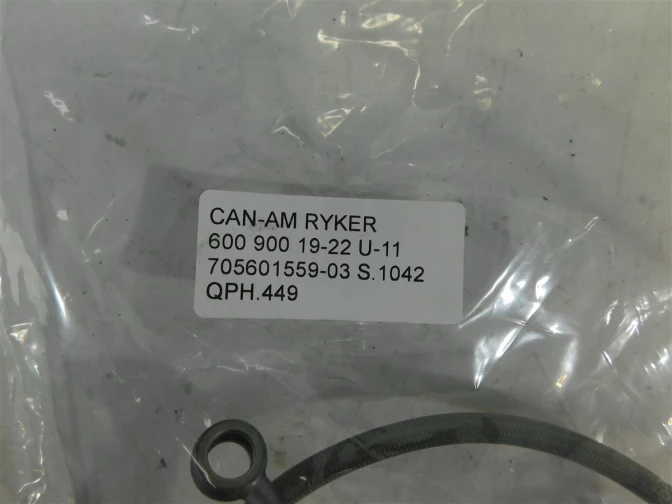 CAN-AM RYKER
600 900 19-22 U-11
705601559-03 S.1042
QPH.449